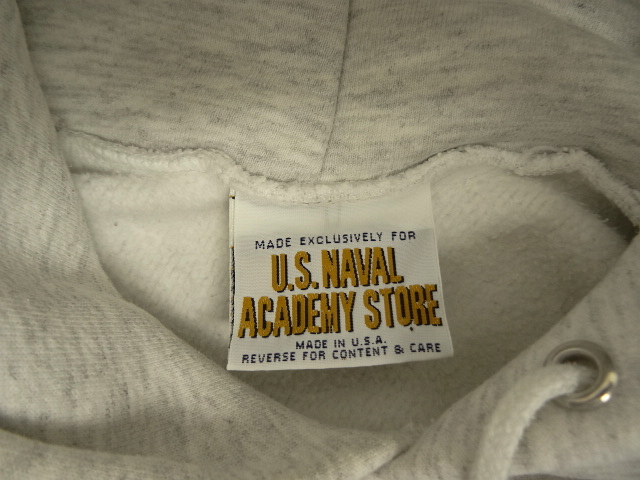 MADE EXCLUSIVELY FOR
U.S. NAVAL
ACADEMY STORE
MADE IN U.S.A.
REVERSE FOR CONTENT & CARE